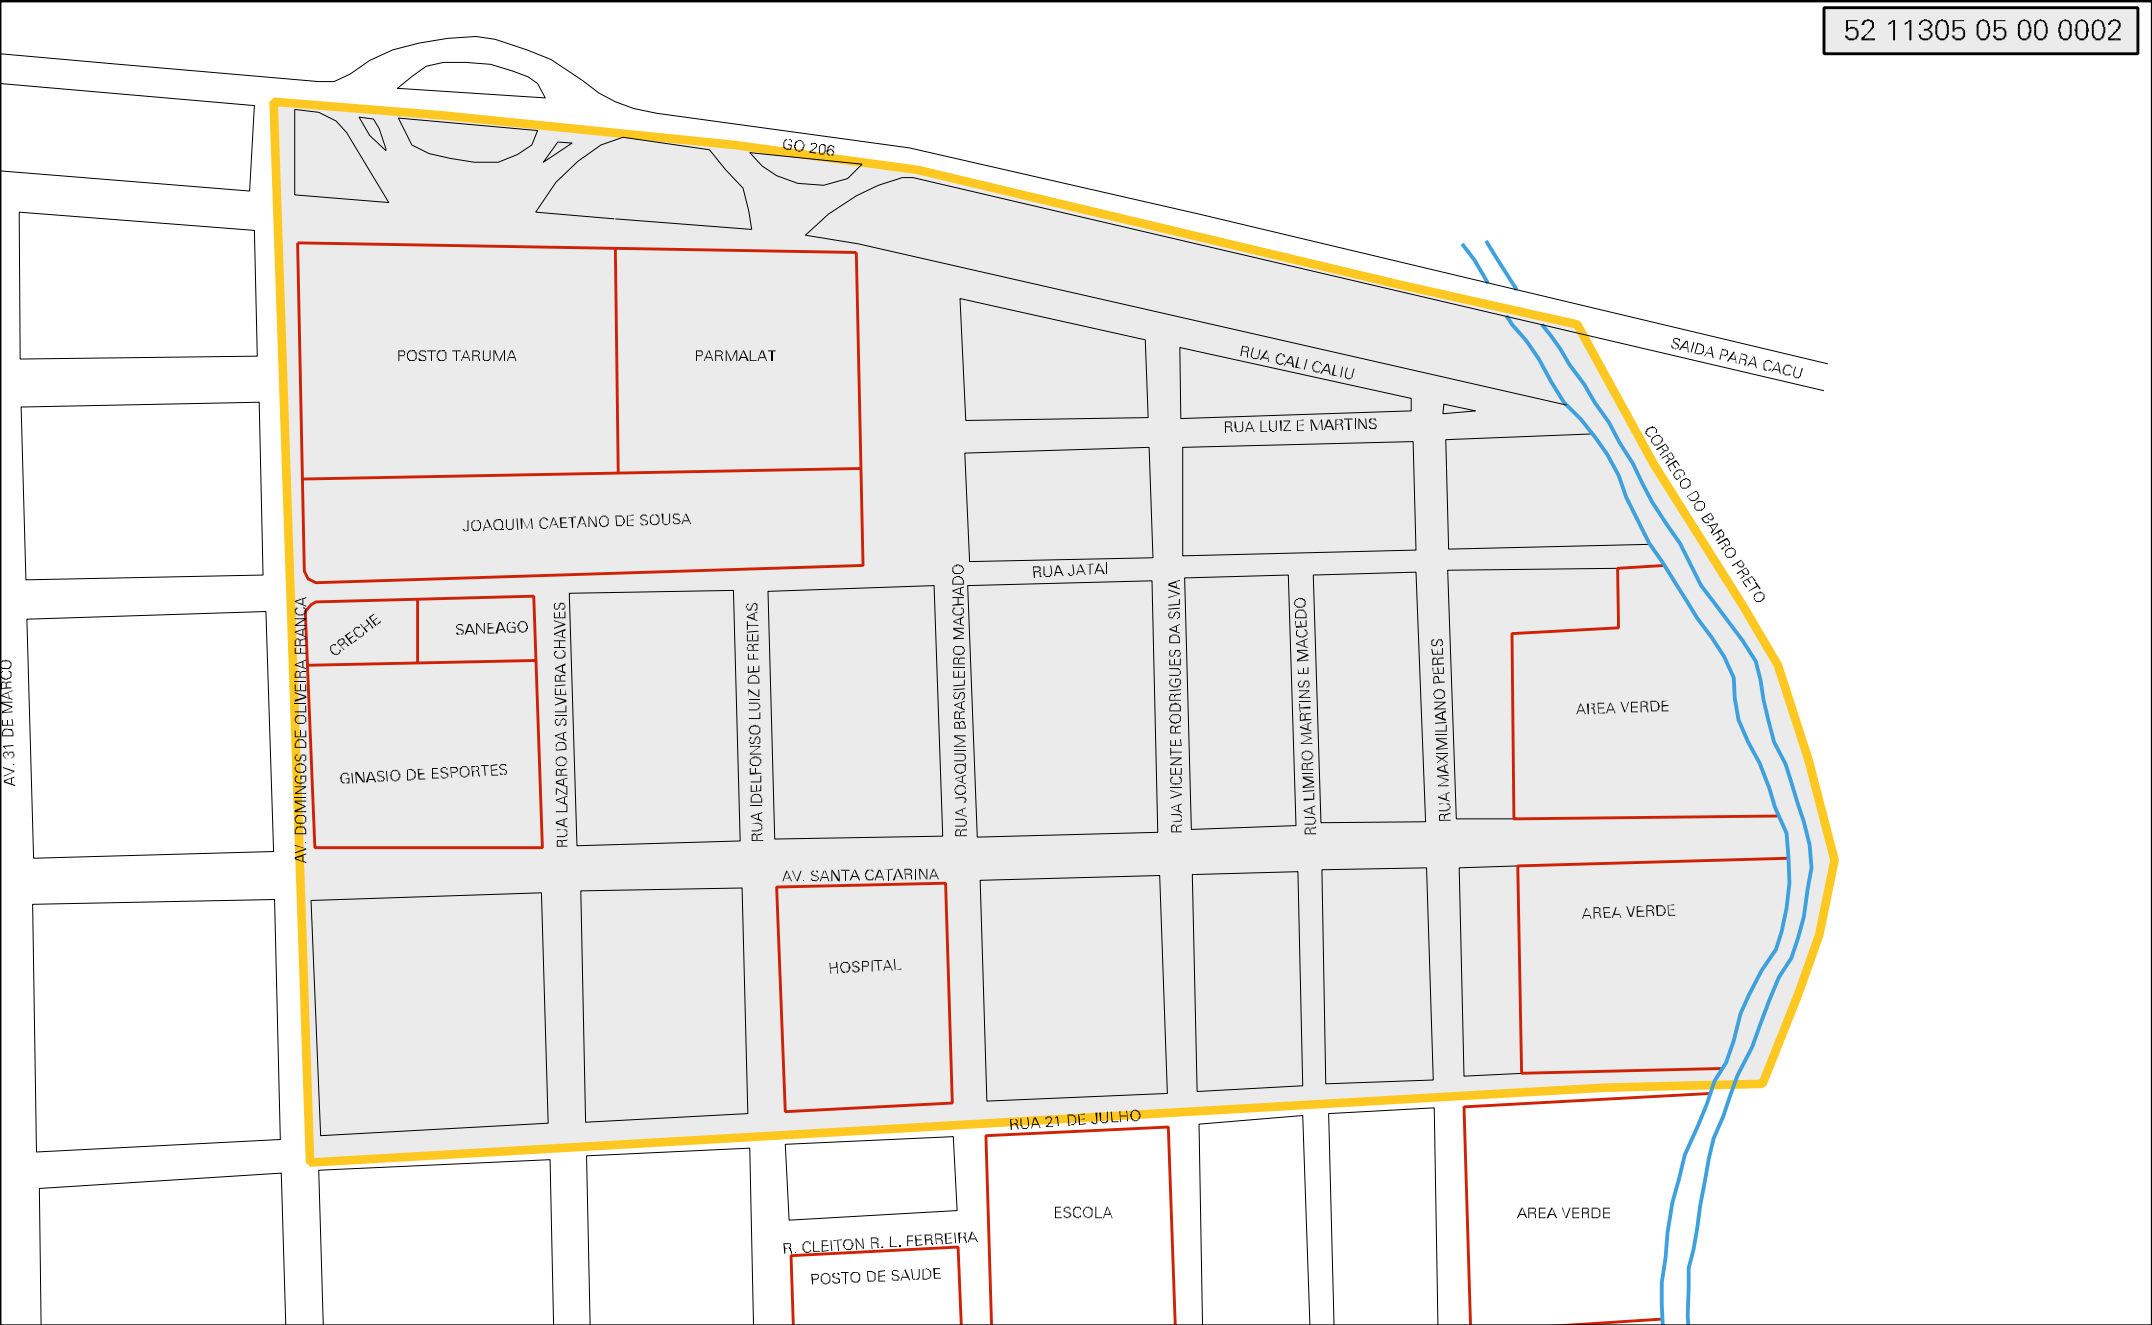 52 11305 05 00 0002
GO 206
SAIDA PARA CACU
POSTO TARUMA
PARMALAT
RUA CALI CALIU
RUA LUIZ E MARTINS
CORREGO DO BARRO PRETO
JOAQUIM CAETANO DE SOUSA
RUA JATAI
CRECHE
SANEAGO
AV. 31 DE MARCO
AV. DOMINGOS DE OLIVEIRA FRANCA
RUA LAZARO DA SILVEIRA CHAVES
RUA IDELFONSO LUIZ DE FREITAS
RUA JOAQUIM BRASILEIRO MACHADO
RUA VICENTE RODRIGUES DA SILVA
RUA LIMIRO MARTINS E MACEDO
RUA MAXIMILIANO PERES
AREA VERDE
GINASIO DE ESPORTES
AV. SANTA CATARINA
AREA VERDE
HOSPITAL
RUA 21 DE JULHO
ESCOLA
AREA VERDE
R. CLEITON R. L. FERREIRA
POSTO DE SAUDE